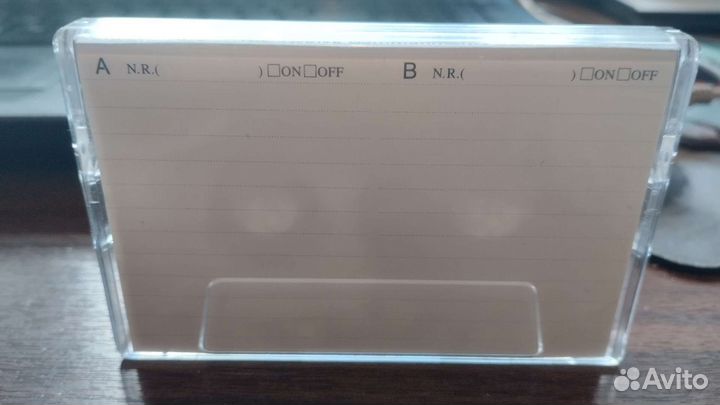 A N.R.( ) □ON□OFF B N.R.( ) □ON□OFF
Avito